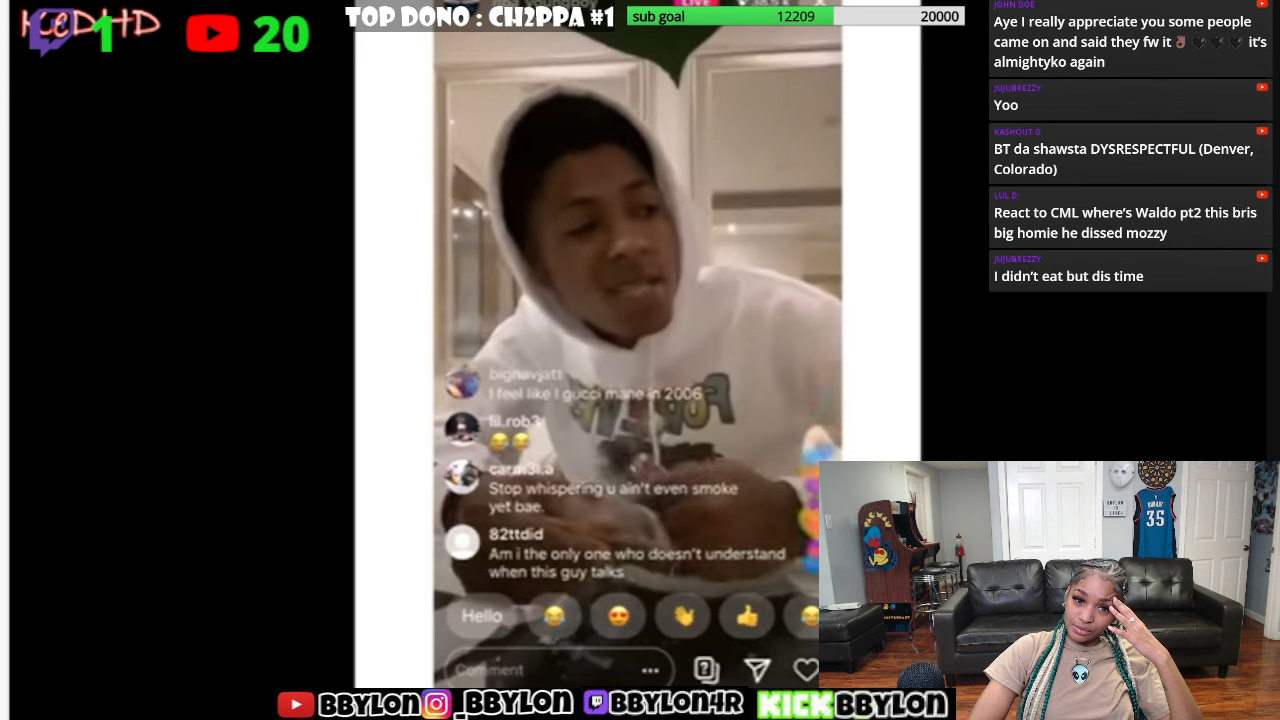 1
20
TOP DONO : CH2PPA #1
sub goal 12209 20000
LIVE
bignavjatt
I feel like I gucci mane in 2006
lil.rob3r
😂😂
carm3l.a
Stop whispering u ain't even smoke
yet bae.
82ttdid
Am i the only one who doesn't understand
when this guy talks
Hello 😂 😍 👋 👍 😂
Comment ...
JOHN DOE
Aye I really appreciate you some people
came on and said they fw it👌🏾🖤🖤🖤 it's
almightyko again
JUJUBREZZY
Yoo
KASHOUT G
BT da shawsta DYSRESPECTFUL (Denver,
Colorado)
LUL D
React to CML where's Waldo pt2 this bris
big homie he dissed mozzy
JUJUBREZZY
I didn't eat but dis time
35
BBYLON _BBYLON BBYLON4R KICK BBYLON